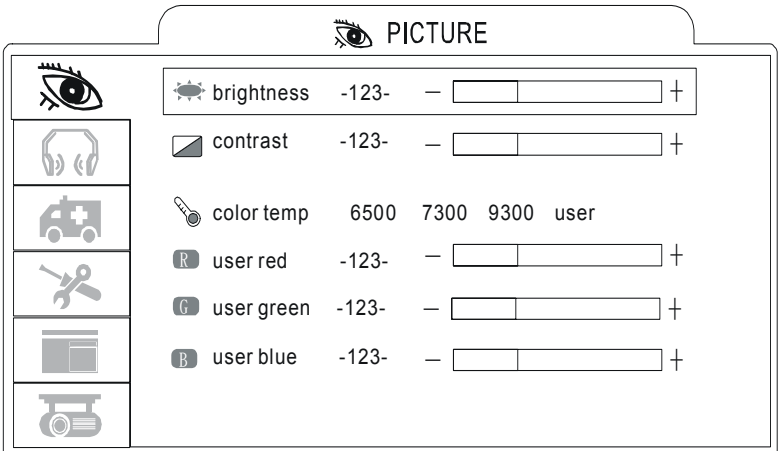 PICTURE
brightness -123- – +
contrast -123- – +
color temp 6500 7300 9300 user
R user red -123- – +
G user green -123- – +
B user blue -123- – +